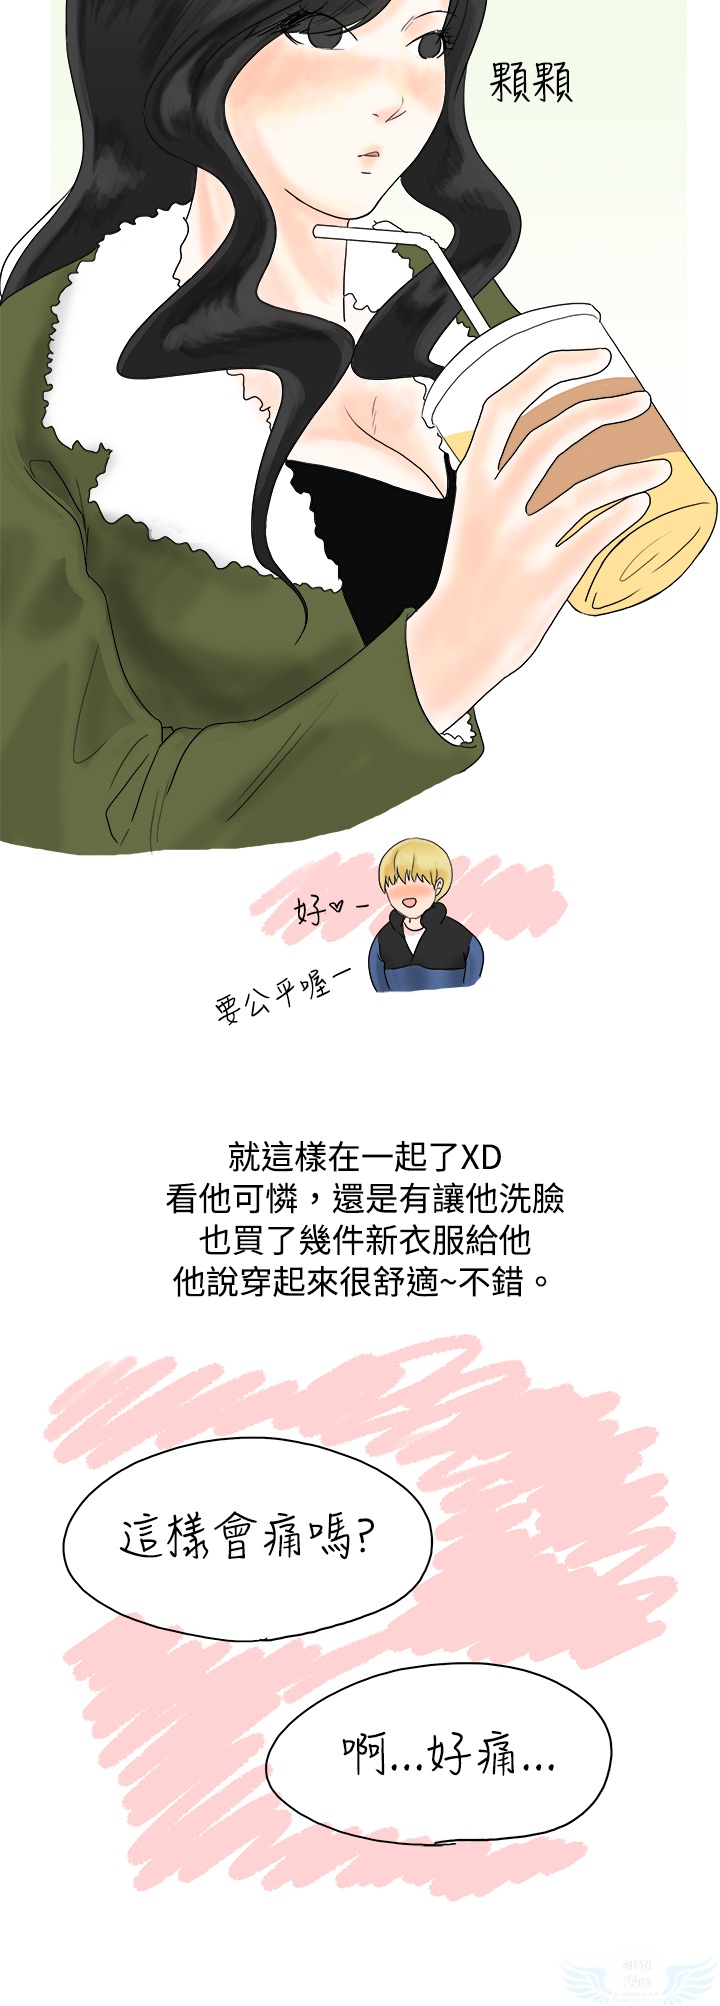 顆顆
好♥–
要公平喔–
就這樣在一起了XD
看他可憐，還是有讓他洗臉
也買了幾件新衣服給他
他說穿起來很舒適~不錯。
這樣會痛嗎?
啊...好痛...